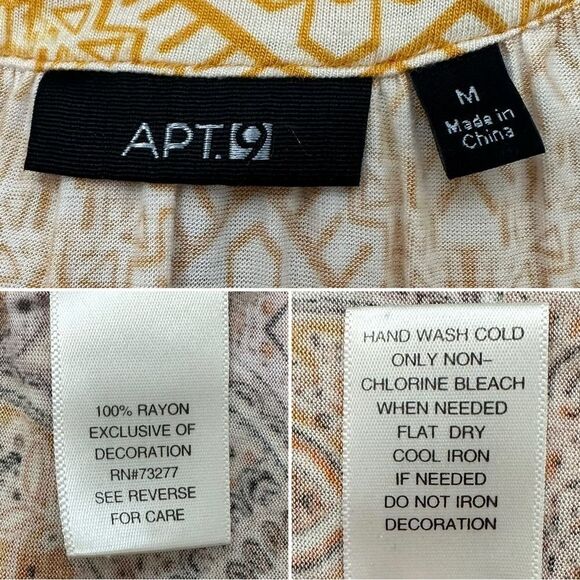 APT.9
M
Made in
China
100% RAYON
EXCLUSIVE OF
DECORATION
RN#73277
SEE REVERSE
FOR CARE
HAND WASH COLD
ONLY NON-
CHLORINE BLEACH
WHEN NEEDED
FLAT DRY
COOL IRON
IF NEEDED
DO NOT IRON
DECORATION